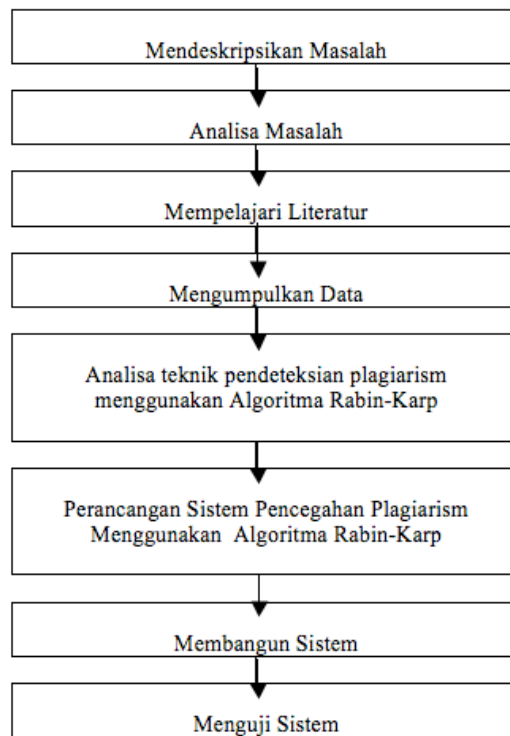 Mendeskripsikan Masalah
Analisa Masalah
Mempelajari Literatur
Mengumpulkan Data
Analisa teknik pendeteksian plagiarism
menggunakan Algoritma Rabin-Karp
Perancangan Sistem Pencegahan Plagiarism
Menggunakan Algoritma Rabin-Karp
Membangun Sistem
Menguji Sistem